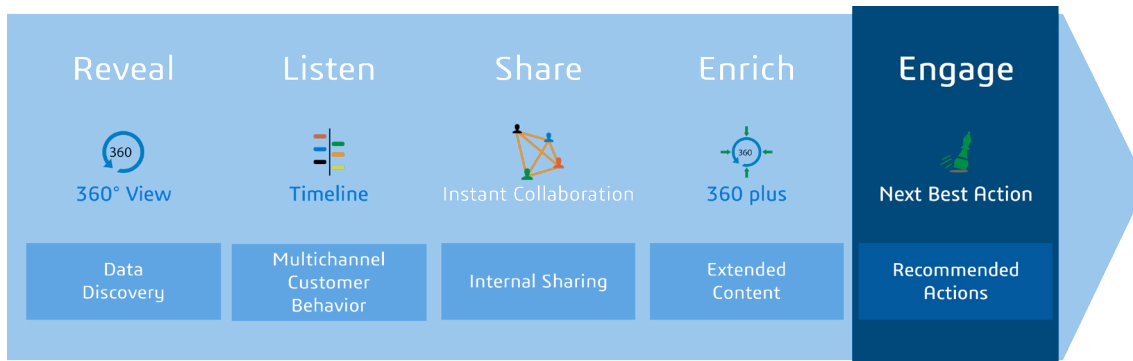 Reveal
Listen
Share
Enrich
Engage
360
360
360° View
Timeline
Instant Collaboration
360 plus
Next Best Action
Data
Discovery
Multichannel
Customer
Behavior
Internal Sharing
Extended
Content
Recommended
Actions